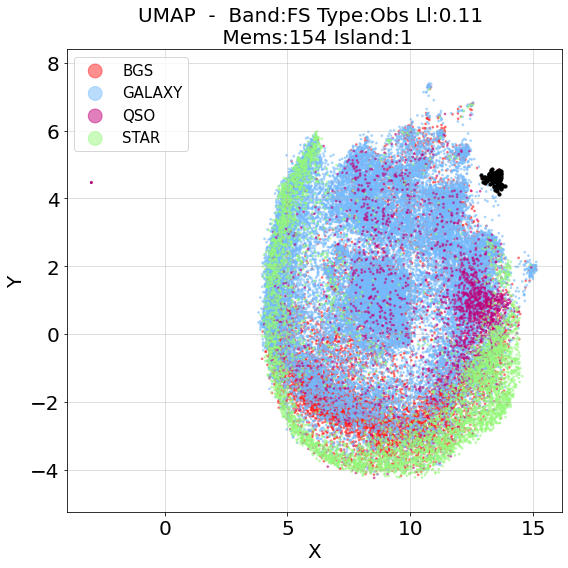 UMAP - Band:FS Type:Obs Ll:0.11
Mems:154 Island:1
BGS
GALAXY
QSO
STAR
8
6
4
2
0
−2
−4
Y
0
5
10
15
X